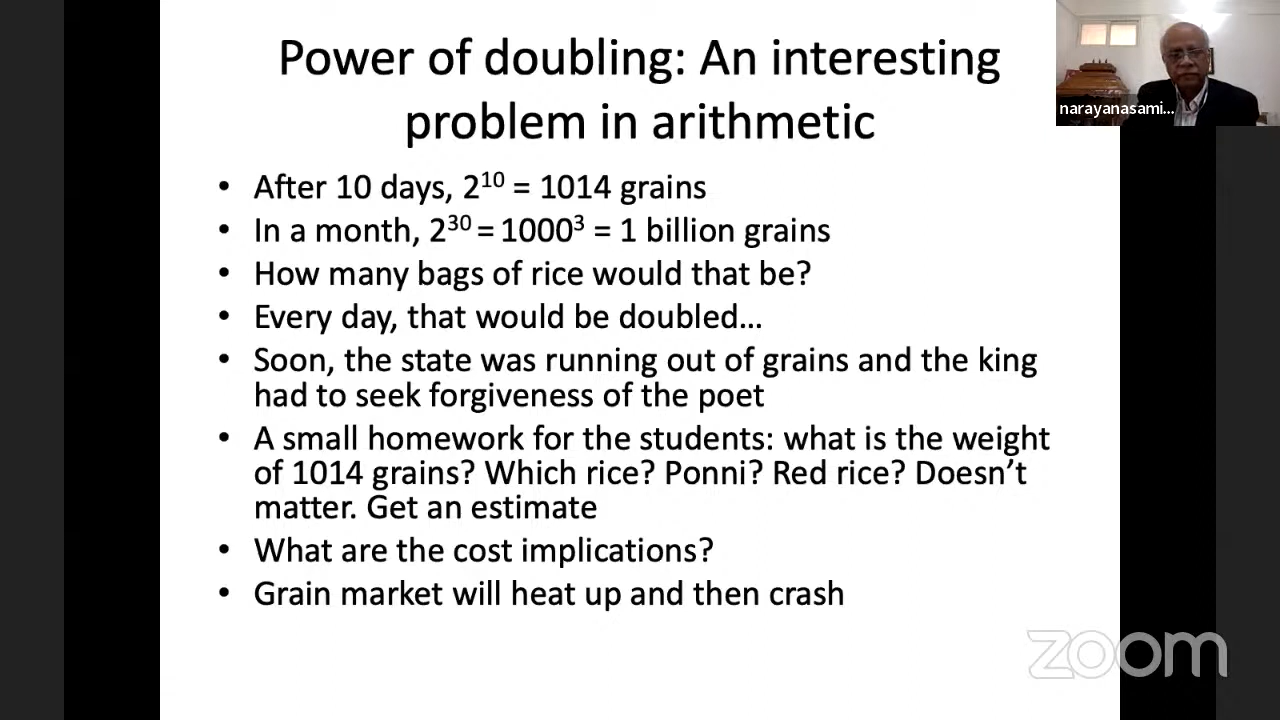 Power of doubling: An interesting
problem in arithmetic
narayanasami...
• After 10 days, 2¹⁰ = 1014 grains
• In a month, 2³⁰ = 1000³ = 1 billion grains
• How many bags of rice would that be?
• Every day, that would be doubled…
• Soon, the state was running out of grains and the king
had to seek forgiveness of the poet
• A small homework for the students: what is the weight
of 1014 grains? Which rice? Ponni? Red rice? Doesn’t
matter. Get an estimate
• What are the cost implications?
• Grain market will heat up and then crash
zoom